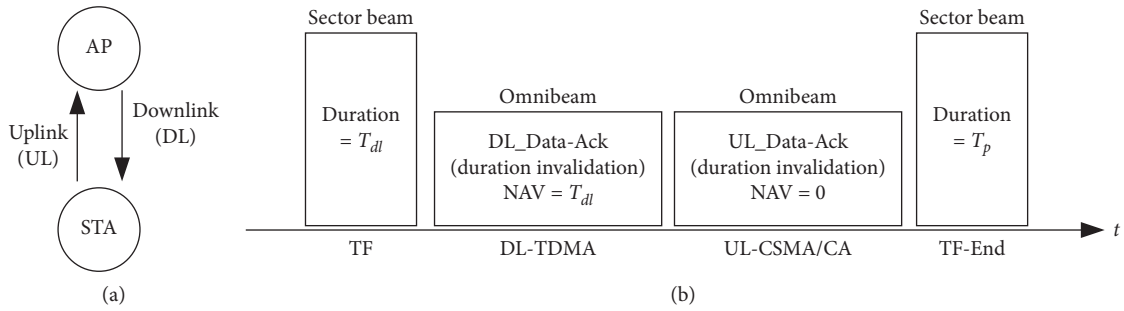 AP
Uplink
(UL)
Downlink
(DL)
STA
(a)
Sector beam
Duration
= T_dl
TF
Omnibeam
DL_Data-Ack
(duration invalidation)
NAV = T_dl
DL-TDMA
Omnibeam
UL_Data-Ack
(duration invalidation)
NAV = 0
UL-CSMA/CA
Sector beam
Duration
= T_p
TF-End
t
(b)